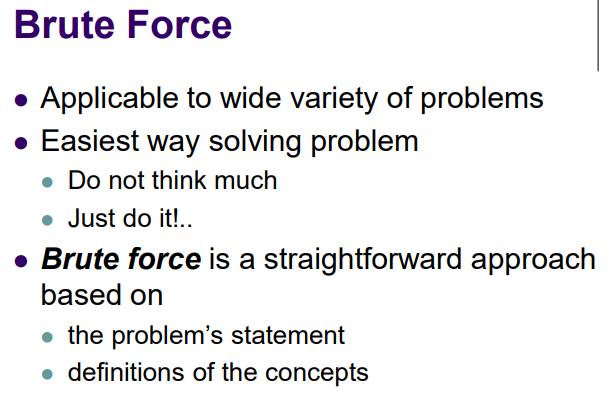 Brute Force
Applicable to wide variety of problems
Easiest way solving problem
Do not think much
Just do it!..
Brute force is a straightforward approach
based on
the problem's statement
definitions of the concepts